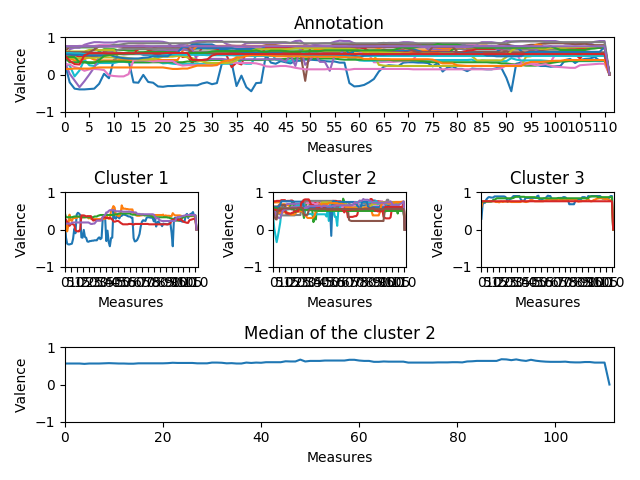 Annotation
1
0
−1
Valence
0 5 10 15 20 25 30 35 40 45 50 55 60 65 70 75 80 85 90 95 100 105 110
Measures
Cluster 1 Cluster 2 Cluster 3
1 1 1
0 0 0
−1 −1 −1
Valence Valence Valence
Measures Measures Measures
Median of the cluster 2
1
0
−1
Valence
0 20 40 60 80 100
Measures